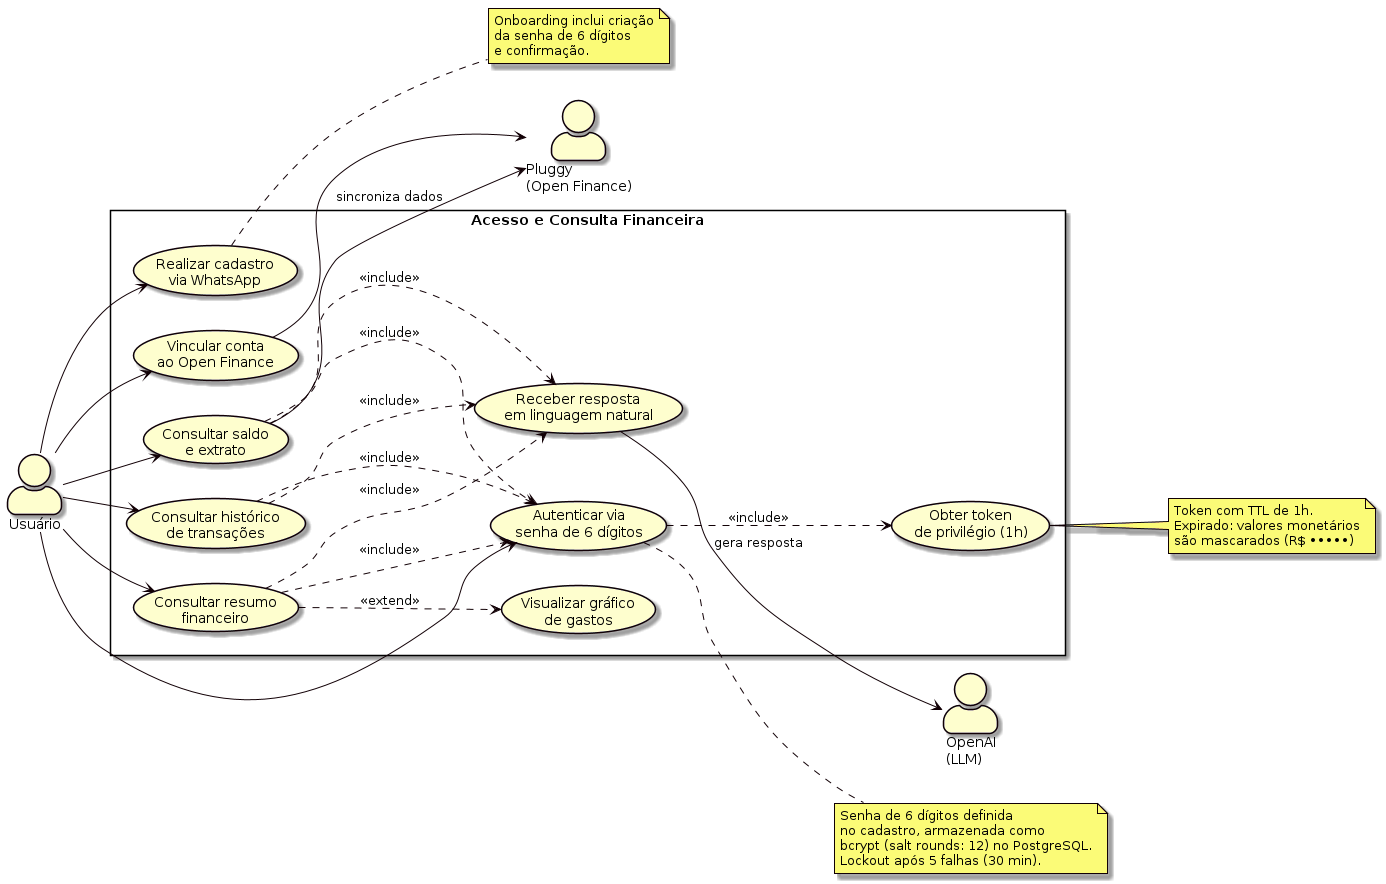 Onboarding inclui criação
da senha de 6 dígitos
e confirmação.
Pluggy
(Open Finance)
sincroniza dados
Acesso e Consulta Financeira
Realizar cadastro
via WhatsApp
«include»
«include»
Vincular conta
ao Open Finance
«include»
Receber resposta
em linguagem natural
Consultar saldo
e extrato
«include»
«include»
Usuário
Consultar histórico
de transações
Autenticar via
senha de 6 dígitos
«include»
gera resposta
Obter token
de privilégio (1h)
Token com TTL de 1h.
Expirado: valores monetários
são mascarados (R$ •••••)
«include»
Consultar resumo
financeiro
«extend»
Visualizar gráfico
de gastos
OpenAI
(LLM)
Senha de 6 dígitos definida
no cadastro, armazenada como
bcrypt (salt rounds: 12) no PostgreSQL.
Lockout após 5 falhas (30 min).